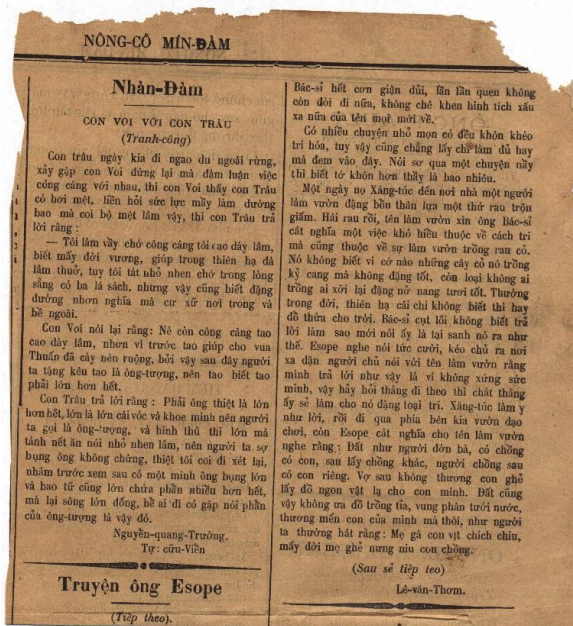 NÔNG-CỔ MÍN-ĐÀM
Nhàn-Đàm
CON VOI VỚI CON TRÂU
(Tranh-công)
Con trâu ngày kia đi ngao du ngoài rừng,
xảy gặp con Voi đứng lại mà đàm luận việc
công cáng với nhau, thì con Voi thấy con Trâu
có hơi mệt, liền hỏi sức lực mầy làm dường
bao mà coi bộ mệt lắm vậy, thì con Trâu trả
lời rằng :
— Tôi làm vầy chớ công cáng tôi cao dày lắm,
biết mấy đời vương, giúp trong thiên hạ đà
lắm thuở, tuy tôi tát nhỏ nhen chớ trong lòng
sẵng có ba lá sách, nhưng vậy cũng biết đặng
đường nhơn nghĩa mà cư xử nơi trong và
bề ngoài.
Con Voi nói lại rằng : Nè còn công cáng tao
cao dày lắm, nhơn vì trước tao giúp cho vua
Thuấn đã cày nên ruộng, bởi vậy sau đây người
ta tặng kêu tao là ông-tượng, nên tao biết tao
phải lớn hơn hết.
Con Trâu trả lời rằng : Phải ông thiệt là lớn
hơn hết, lớn là lớn cái vóc và khoe mình nên người
ta gọi là ông-tượng, và hình thù thì lớn mà
tánh nết ăn nói nhỏ nhen lắm, nên người ta sợ
bụng ông không chừng, thiệt tôi coi đi xét lại,
nhắm trước xem sau có một mình ông bụng lớn
và bao tử cũng lớn chứa phần nhiều hơn hết,
mà lại sông lớn đồng, hễ ai đi có gặp nói phần
của ông-tượng là vậy đó.
Nguyễn-quang-Trường.
Tự : cữu-Viễn
Truyện ông Esope
(Tiếp theo).
Bác-sỉ hết cơn giận dủi, lần lần quen không
còn đòi đi nữa, không chê khen hình tích xấu
xa nữa của tên mọi mới về.
Có nhiều chuyện nhỏ mọn có đều khôn khéo
trí hóa, tuy vậy cũng chẳng lấy chi làm đủ hay
mà đem vào đây. Nói sơ qua một chuyện nầy
thì biết tớ khôn hơn thầy là bao nhiêu.
Một ngày nọ Xăng-túc đến nơi nhà một người
làm vườn đặng bồn thân lựa một thứ rau trộn
giấm. Hái rau rồi, tên làm vườn xin ông Bác-sỉ
cắt nghĩa một việc khó hiều thuộc về cách trí
mà cũng thuộc về sự làm vườn trồng rau cỏ.
Nó không biết vì cớ nào những cây cỏ nó trồng
kỷ cang mà không đặng tốt, còn loại không ai
trồng ai xới lại đặng nở nang tươi tốt. Thường
trong đời, thiên hạ cái chi không biết thì hay
đổ thừa cho trời. Bác-sỉ cụt lối không biết trả
lời làm sao mới nói ấy là tại sanh nó ra như
thế. Esope nghe nói tức cười, kéo chủ ra nơi
xa dặn người chủ nói với tên làm vườn rằng
mình trả lời như vậy là vì không xứng sức
mình, vậy hảy hỏi thằng đi theo thì chắt thằng
ấy sẻ làm cho nó đặng toại trí. Xăng-túc làm y
như lời, rồi đi qua phía bên kia vườn dạo
chơi, còn Esope cắt nghĩa cho tên làm vườn
nghe rằng : Đất như người đờn bà, có chồng
có con, sau lấy chồng khác, người chồng sau
có con riêng. Vợ sau không thương con ghẻ
lấy đồ ngon vật lạ cho con mình. Đất cũng
vậy không ưa đồ trồng tỉa, vung phân tưới nước,
thương mến con của mình mà thôi, như người
ta thường hát rằng : Mẹ gà con vịt chích chiu,
mấy đời mẹ ghẻ nưng niu con chồng.
(Sau sẻ tiếp teo)
Lê-văn-Thơm.